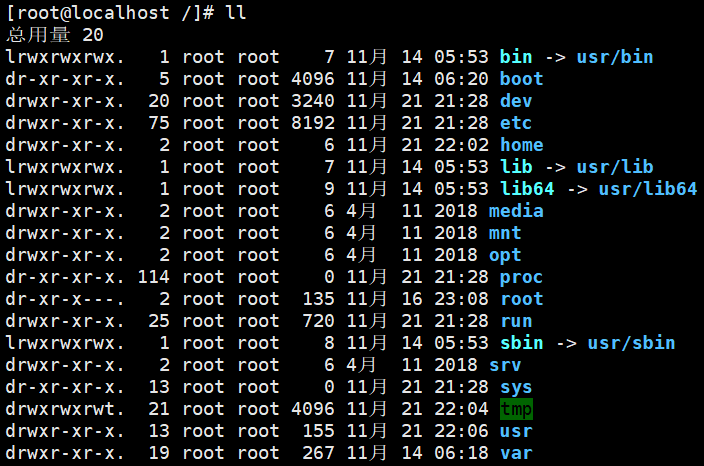 [root@localhost /]# ll
总用量 20
lrwxrwxrwx.   1 root root    7 11月 14 05:53 bin -> usr/bin
dr-xr-xr-x.   5 root root 4096 11月 14 06:20 boot
drwxr-xr-x.  20 root root 3240 11月 21 21:28 dev
drwxr-xr-x.  75 root root 8192 11月 21 21:28 etc
drwxr-xr-x.   2 root root    6 11月 21 22:02 home
lrwxrwxrwx.   1 root root    7 11月 14 05:53 lib -> usr/lib
lrwxrwxrwx.   1 root root    9 11月 14 05:53 lib64 -> usr/lib64
drwxr-xr-x.   2 root root    6 4月  11 2018 media
drwxr-xr-x.   2 root root    6 4月  11 2018 mnt
drwxr-xr-x.   2 root root    6 4月  11 2018 opt
dr-xr-xr-x. 114 root root    0 11月 21 21:28 proc
dr-xr-x---.   2 root root  135 11月 16 23:08 root
drwxr-xr-x.  25 root root  720 11月 21 21:28 run
lrwxrwxrwx.   1 root root    8 11月 14 05:53 sbin -> usr/sbin
drwxr-xr-x.   2 root root    6 4月  11 2018 srv
dr-xr-xr-x.  13 root root    0 11月 21 21:28 sys
drwxrwxrwt.  21 root root 4096 11月 21 22:04 tmp
drwxr-xr-x.  13 root root  155 11月 21 22:06 usr
drwxr-xr-x.  19 root root  267 11月 14 06:18 var